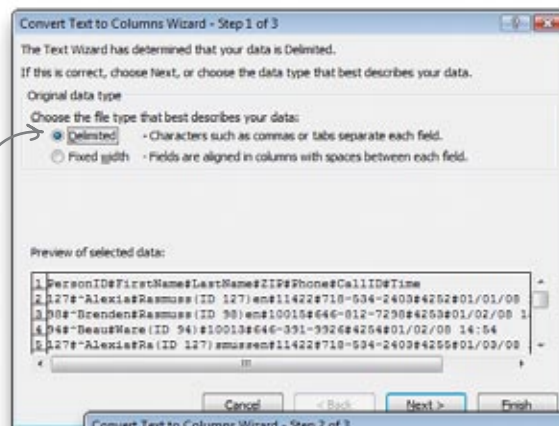 Convert Text to Columns Wizard - Step 1 of 3
The Text Wizard has determined that your data is Delimited.
If this is correct, choose Next, or choose the data type that best describes your data.
Original data type
Choose the file type that best describes your data:
Delimited - Characters such as commas or tabs separate each field.
Fixed width - Fields are aligned in columns with spaces between each field.
Preview of selected data:
1 PersonID#FirstName#LastName#ZIP#Phone#CallID#Time
2 127#~Alexia#Rasmuss(ID 127)en#11422#718-534-2403#4252#01/01/08
3 98#~Brenden#Rasmuss(ID 98)en#10015#646-812-7298#4253#01/02/08 1
4 94#~Beau#Ware(ID 94)#10013#646-391-9926#4254#01/02/08 14:54
5 127#~Alexia#Ra(ID 127)smussen#11422#718-534-2403#4255#01/03/08
Cancel < Back Next > Finish
Convert Text to Columns Wizard - Step 2 of 3